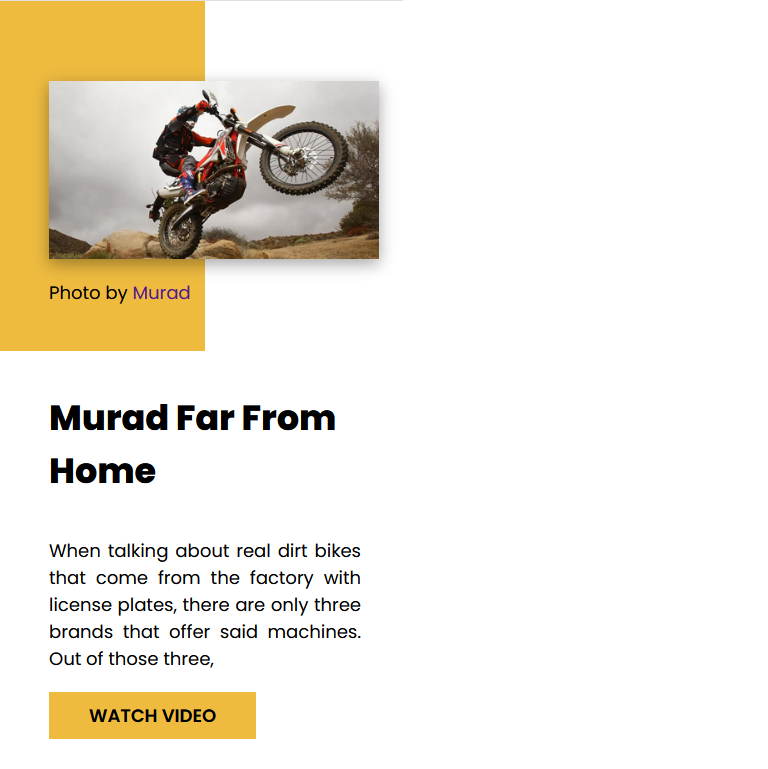 Photo by Murad
Murad Far From
Home
When talking about real dirt bikes
that come from the factory with
license plates, there are only three
brands that offer said machines.
Out of those three,
WATCH VIDEO